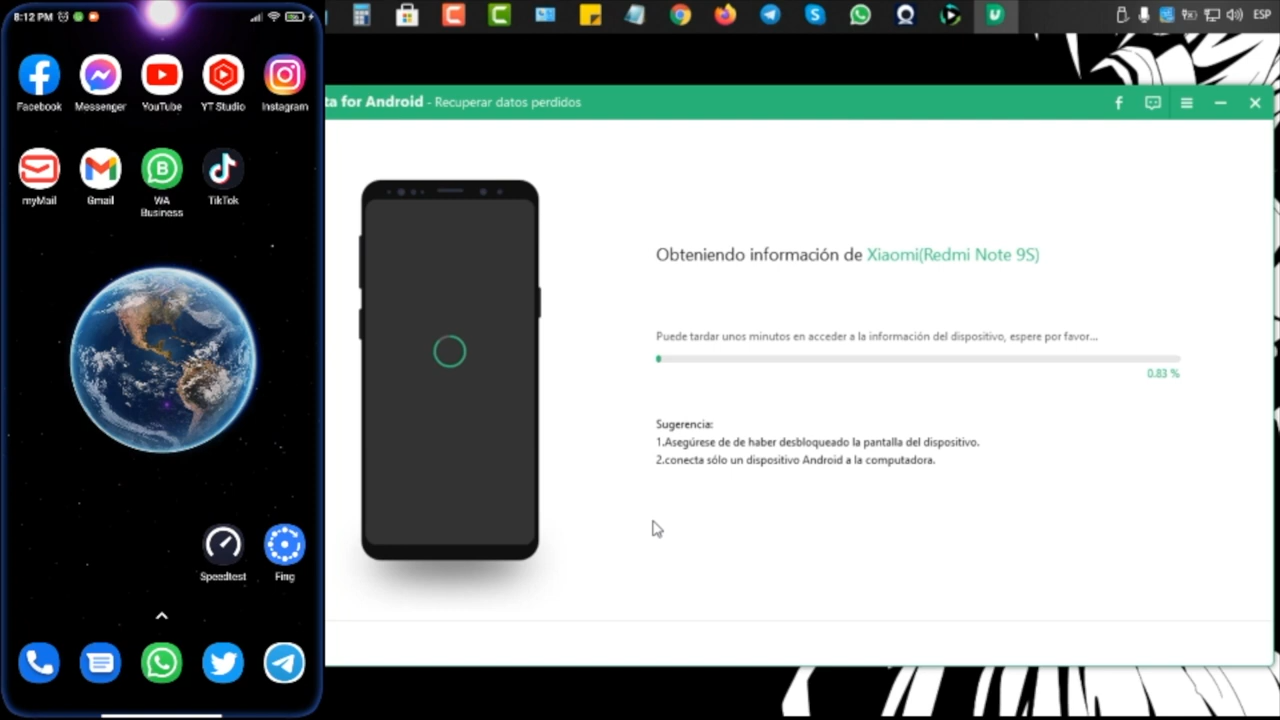 8:12 PM
ESP
Facebook
Messenger
YouTube
YT Studio
Instagram
myMail
Gmail
WA
Business
TikTok
Speedtest
Fing
ta for Android - Recuperar datos perdidos
Obteniendo información de Xiaomi(Redmi Note 9S)
Puede tardar unos minutos en acceder a la información del dispositivo, espere por favor...
0.83 %
Sugerencia:
1.Asegúrese de de haber desbloqueado la pantalla del dispositivo.
2.conecta sólo un dispositivo Android a la computadora.